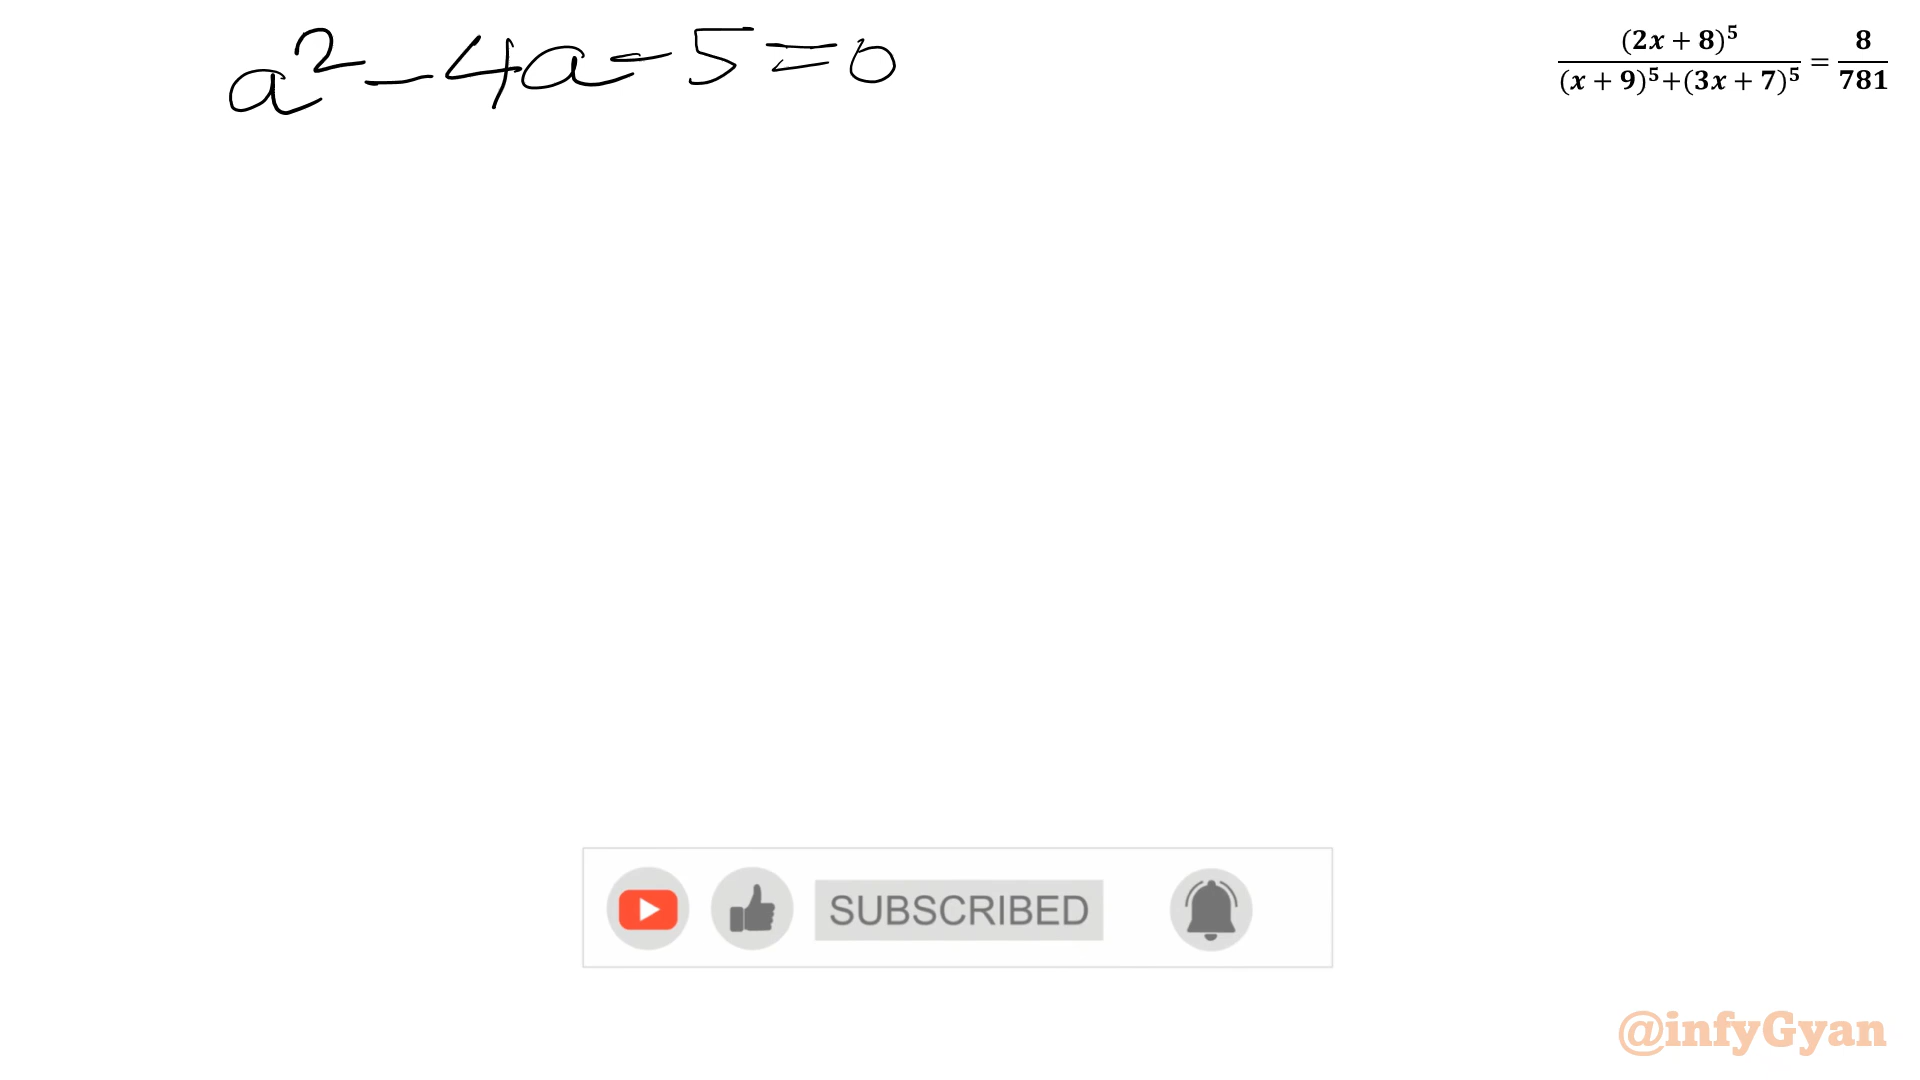 a² - 4a - 5 = 0
(2x + 8)⁵ / (x + 9)⁵+(3x + 7)⁵ = 8 / 781
SUBSCRIBED
@infyGyan